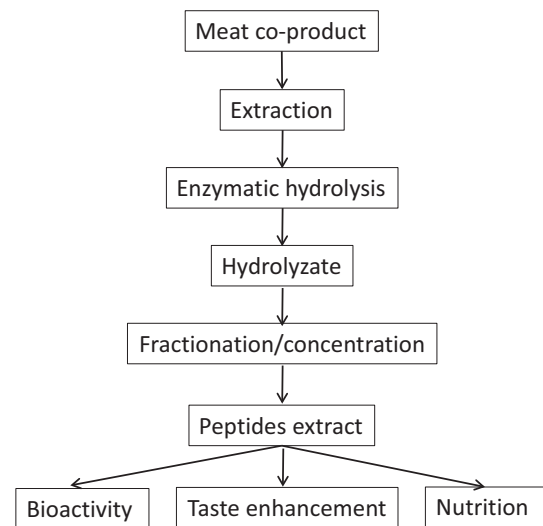 Meat co-product
Extraction
Enzymatic hydrolysis
Hydrolyzate
Fractionation/concentration
Peptides extract
Bioactivity
Taste enhancement
Nutrition